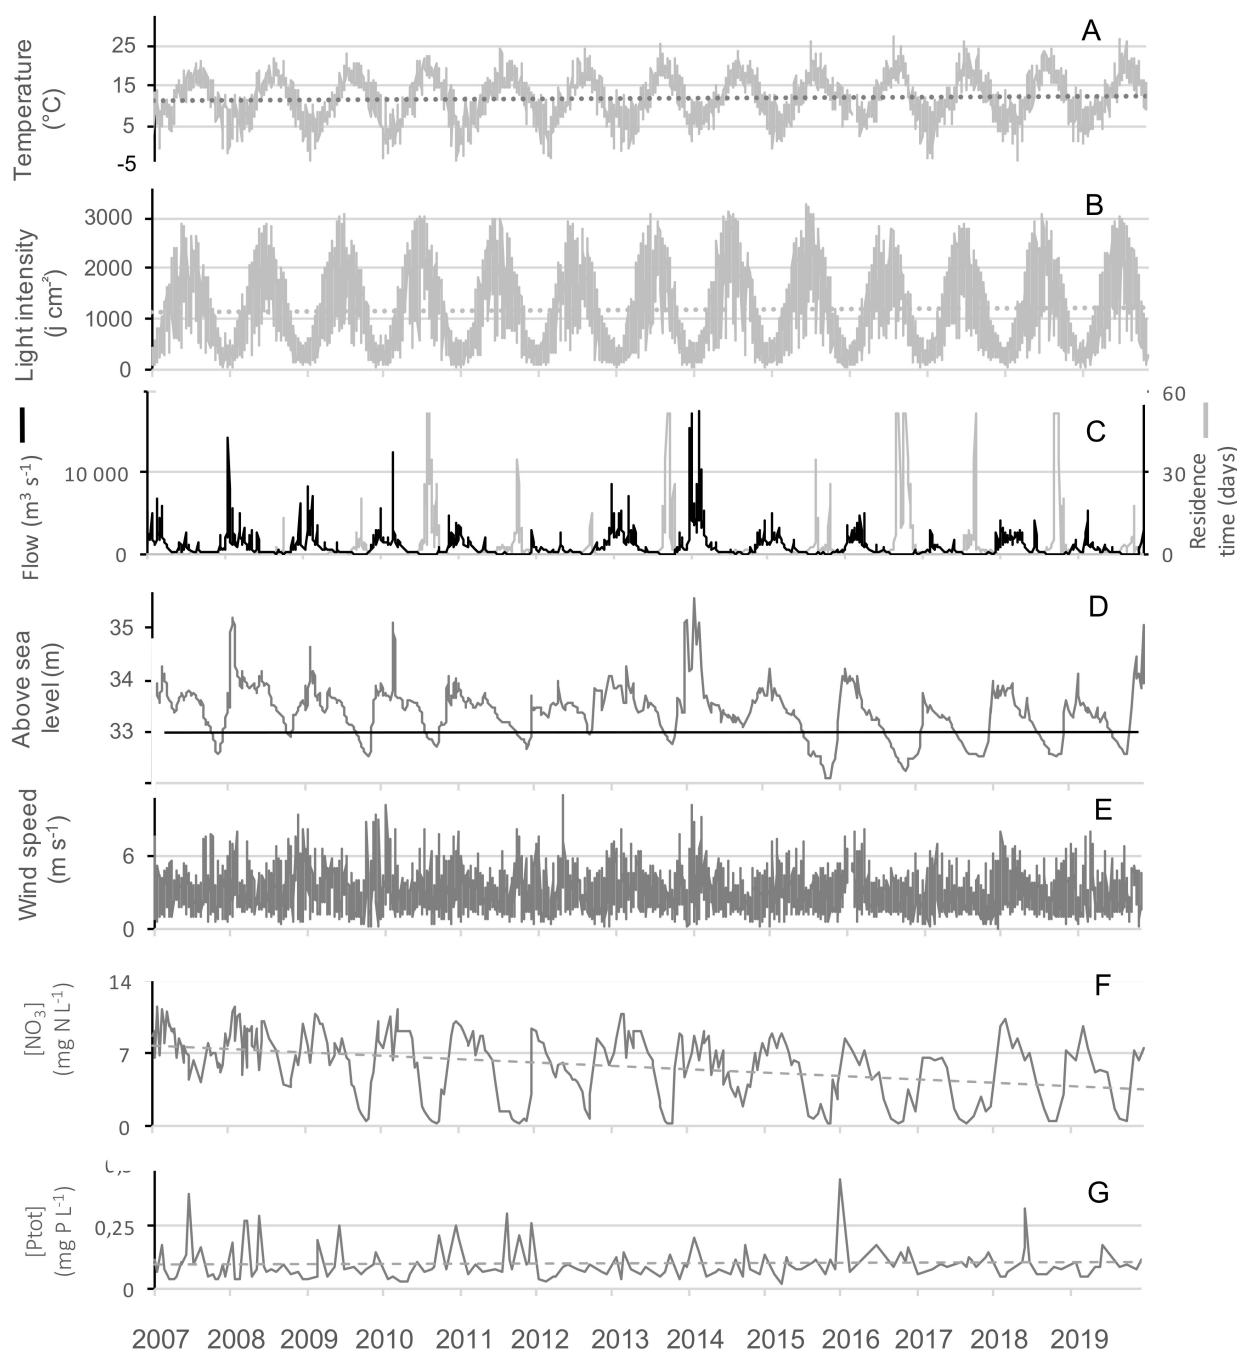 A
Temperature
(°C)
25
15
5
-5
B
Light intensity
(j cm⁻²)
3000
2000
1000
0
C
Flow (m³ s⁻¹)
10 000
0
60
30
0
Residence
time (days)
D
Above sea
level (m)
35
34
33
E
Wind speed
(m s⁻¹)
6
0
F
[NO₃]
(mg N L⁻¹)
14
7
0
G
[Ptot]
(mg P L⁻¹)
0,25
0
2007 2008 2009 2010 2011 2012 2013 2014 2015 2016 2017 2018 2019